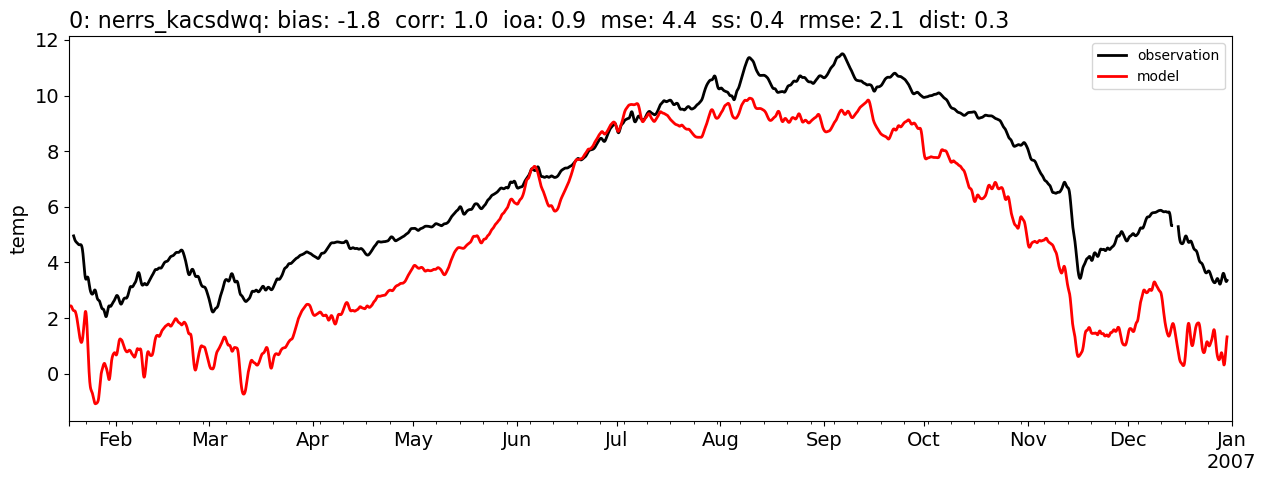 0: nerrs_kacsdwq: bias: -1.8  corr: 1.0  ioa: 0.9  mse: 4.4  ss: 0.4  rmse: 2.1  dist: 0.3
12
10
8
6
4
2
0
temp
observation
model
Feb Mar Apr May Jun Jul Aug Sep Oct Nov Dec Jan
2007